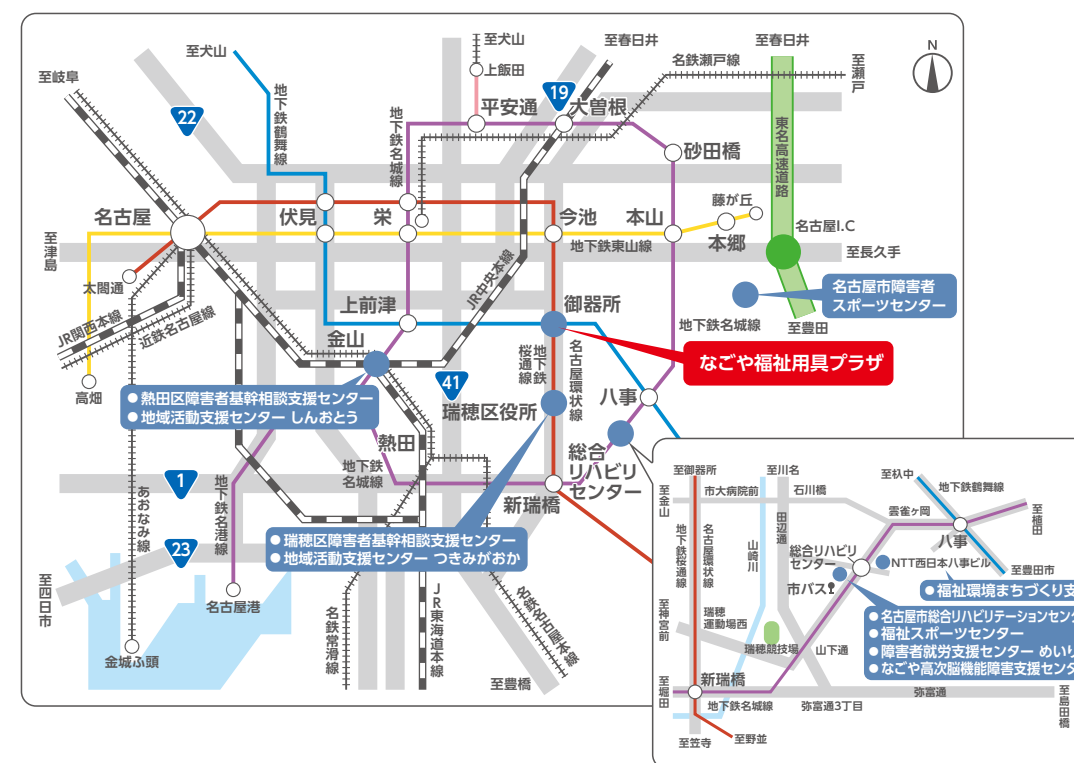 至犬山
至岐阜
22
地下鉄鶴舞線
至犬山
上飯田
平安通
19
大曽根
至春日井
名鉄瀬戸線
至春日井
至瀬戸
N
地下鉄名城線
砂田橋
東名高速道路
名古屋
伏見
栄
今池
本山
藤が丘
本郷
名古屋I.C
至津島
地下鉄東山線
至長久手
太閤通
JR中央本線
名古屋市障害者
スポーツセンター
JR関西本線
近鉄名古屋線
上前津
御器所
地下鉄名城線
至豊田
金山
地下鉄桜通線
名古屋環状線
なごや福祉用具プラザ
高畑
●熱田区障害者基幹相談支援センター
●地域活動支援センター しんおとう
41
瑞穂区役所
八事
熱田
地下鉄
名城線
総合
リハビリ
センター
新瑞橋
1
地下鉄名港線
あおなみ線
23
●瑞穂区障害者基幹相談支援センター
●地域活動支援センター つきみがおか
至四日市
名古屋港
金城ふ頭
名鉄常滑線
JR東海道本線
名鉄名古屋本線
至豊橋
至御器所
至川名
至杁中
地下鉄鶴舞線
至金山
市大病院前
石川橋
雲雀ヶ岡
至植田
地下鉄桜通線
名古屋環状線
山崎川
田辺通
八事
総合リハビリ
センター
NTT西日本八事ビル
至豊田市
市バス
●福祉環境まちづくり支
至神宮前
瑞穂
運動場西
瑞穂競技場
山下通
●名古屋市総合リハビリテーションセンタ
●福祉スポーツセンター
●障害者就労支援センター めいり
●なごや高次脳機能障害支援センタ
新瑞橋
至堀田
地下鉄名城線
弥富通3丁目
弥富通
至島田橋
至笠寺
至野並